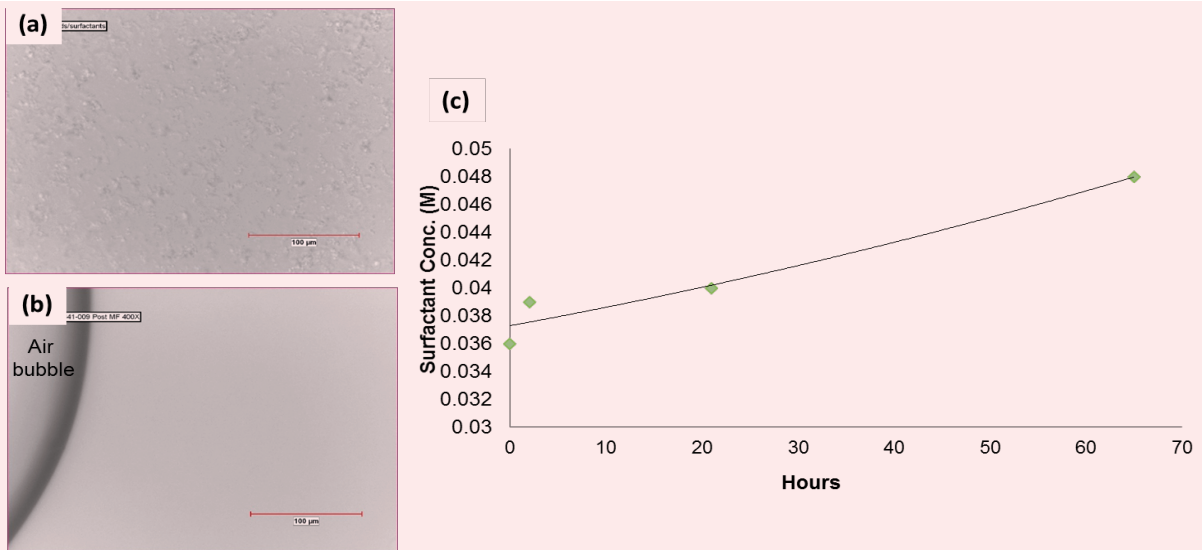 (a)
ls/surfactants
100 µm
(b)
41-009 Post MF 400X
Air
bubble
100 µm
(c)
Surfactant Conc. (M)
0.05
0.048
0.046
0.044
0.042
0.04
0.038
0.036
0.034
0.032
0.03
0 10 20 30 40 50 60 70
Hours